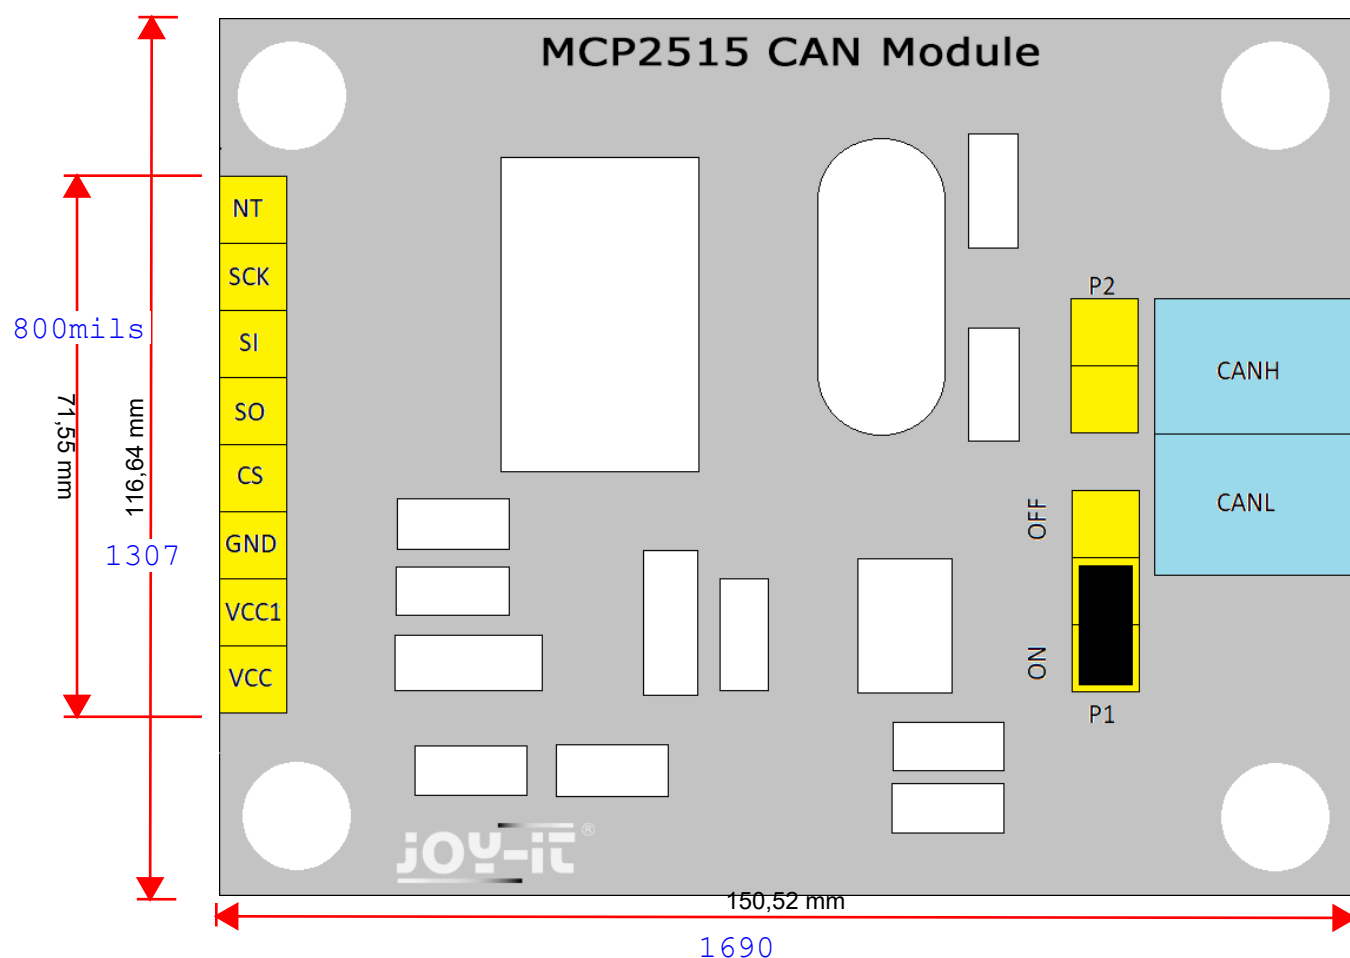 MCP2515 CAN Module
NT
SCK
SI
SO
CS
GND
VCC1
VCC
800mils
71,55 mm
116,64 mm
1307
P2
CANH
CANL
OFF
ON
P1
JOY-iT®
150,52 mm
1690